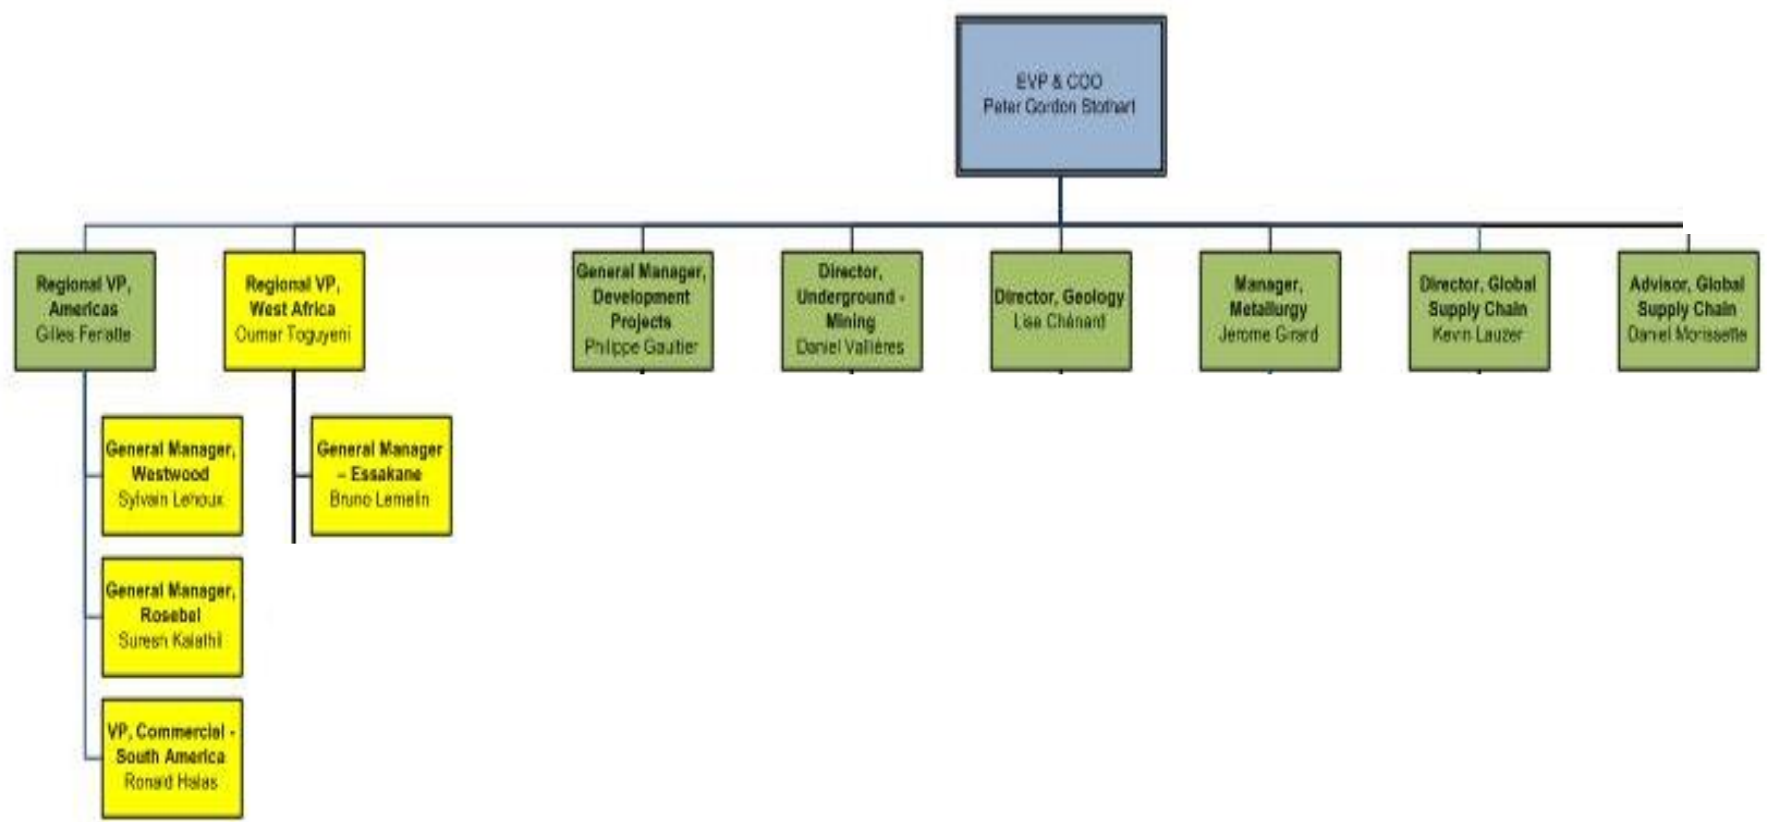 EVP & COO
Peter Gordon Stothart
Regional VP,
Americas
Gilles Ferlatte
Regional VP,
West Africa
Oumar Toguyeni
General Manager,
Development
Projects
Philippe Gaultier
Director,
Underground -
Mining
Daniel Vallières
Director, Geology
Lise Chénard
Manager,
Metallurgy
Jerome Girard
Director, Global
Supply Chain
Kevin Lauzer
Advisor, Global
Supply Chain
Daniel Morissette
General Manager,
Westwood
Sylvain Lehoux
General Manager
– Essakane
Bruno Lemelin
General Manager,
Rosebel
Suresh Kalathil
VP, Commercial -
South America
Ronald Halas